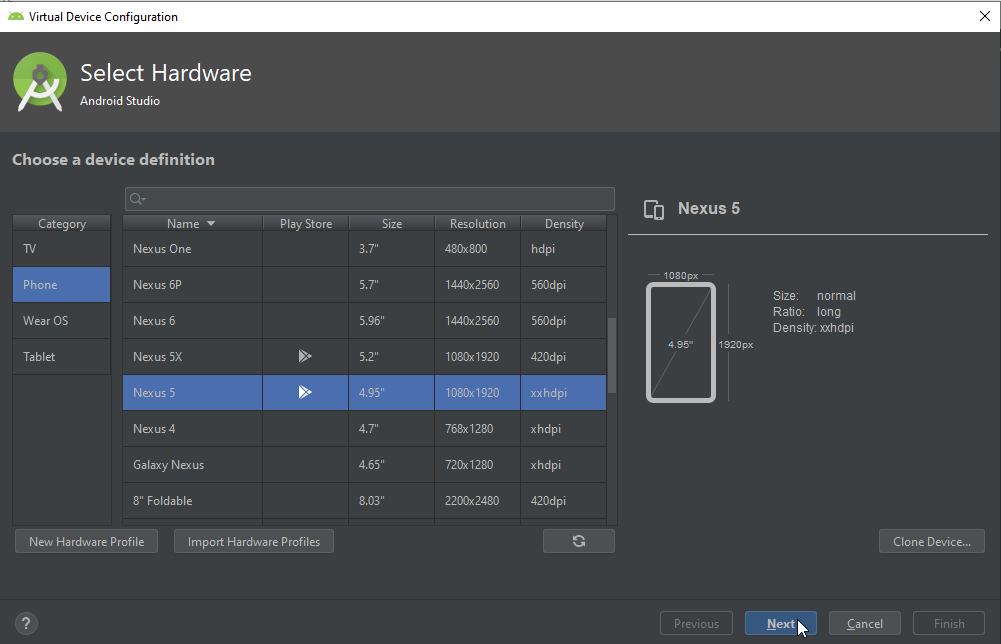 Virtual Device Configuration
Select Hardware
Android Studio
Choose a device definition
Category
TV
Phone
Wear OS
Tablet
Name Play Store Size Resolution Density
Nexus One 3.7" 480x800 hdpi
Nexus 6P 5.7" 1440x2560 560dpi
Nexus 6 5.96" 1440x2560 560dpi
Nexus 5X 5.2" 1080x1920 420dpi
Nexus 5 4.95" 1080x1920 xxhdpi
Nexus 4 4.7" 768x1280 xhdpi
Galaxy Nexus 4.65" 720x1280 xhdpi
8" Foldable 8.03" 2200x2480 420dpi
Nexus 5
1080px
4.95"
1920px
Size: normal
Ratio: long
Density: xxhdpi
New Hardware Profile Import Hardware Profiles Clone Device...
? Previous Next Cancel Finish